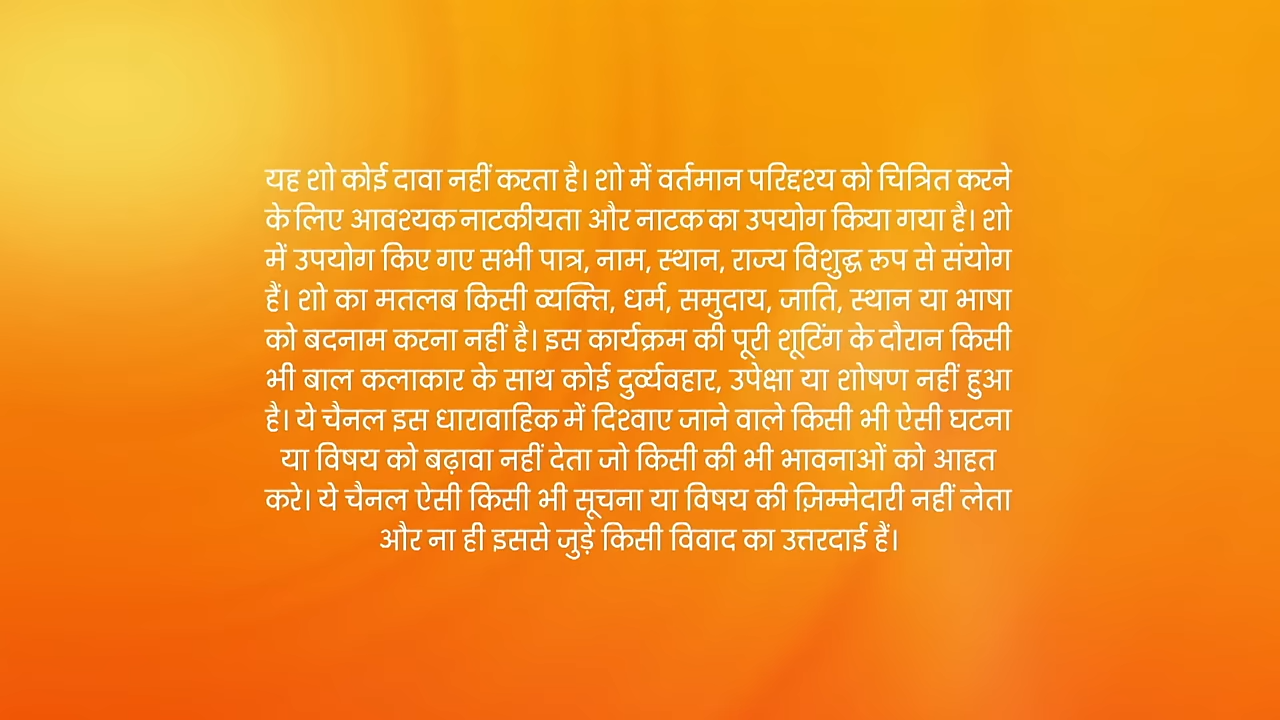 यह शो कोई दावा नहीं करता है। शो में वर्तमान परिद्दश्य को चित्रित करने
के लिए आवश्यक नाटकीयता और नाटक का उपयोग किया गया है। शो
में उपयोग किए गए सभी पात्र, नाम, स्थान, राज्य विशुद्ध रुप से संयोग
हैं। शो का मतलब किसी व्यक्ति, धर्म, समुदाय, जाति, स्थान या भाषा
को बदनाम करना नहीं है। इस कार्यक्रम की पूरी शूटिंग के दौरान किसी
भी बाल कलाकार के साथ कोई दुर्व्यवहार, उपेक्षा या शोषण नहीं हुआ
है। ये चैनल इस धारावाहिक में दिखाए जाने वाले किसी भी ऐसी घटना
या विषय को बढ़ावा नहीं देता जो किसी की भी भावनाओं को आहत
करे। ये चैनल ऐसी किसी भी सूचना या विषय की ज़िम्मेदारी नहीं लेता
और ना ही इससे जुड़े किसी विवाद का उत्तरदाई हैं।